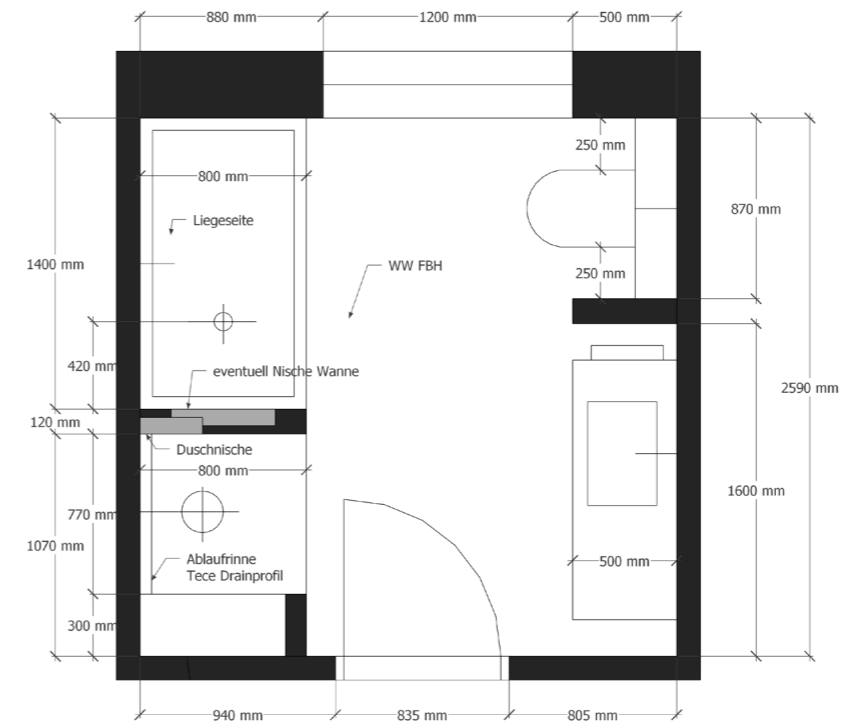 880 mm
1200 mm
500 mm
250 mm
800 mm
870 mm
Liegeseite
1400 mm
WW FBH
250 mm
420 mm
eventuell Nische Wanne
2590 mm
120 mm
Duschnische
800 mm
1600 mm
770 mm
1070 mm
Ablaufrinne
Tece Drainprofil
500 mm
300 mm
940 mm
835 mm
805 mm